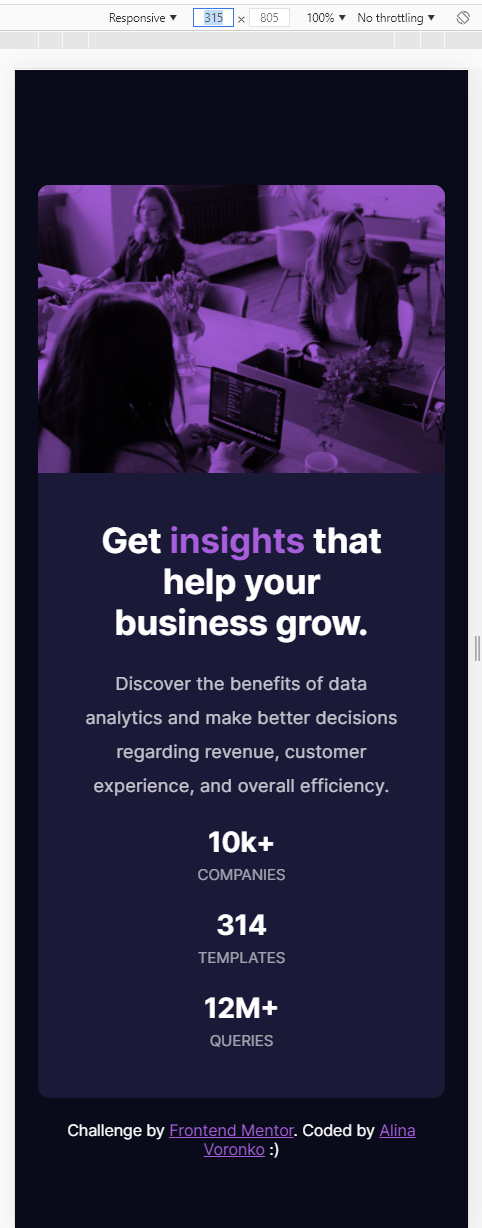 Responsive ▼ 315 × 805 100% ▼ No throttling ▼
Get insights that
help your
business grow.
Discover the benefits of data
analytics and make better decisions
regarding revenue, customer
experience, and overall efficiency.
10k+
COMPANIES
314
TEMPLATES
12M+
QUERIES
Challenge by Frontend Mentor. Coded by Alina
Voronko :)